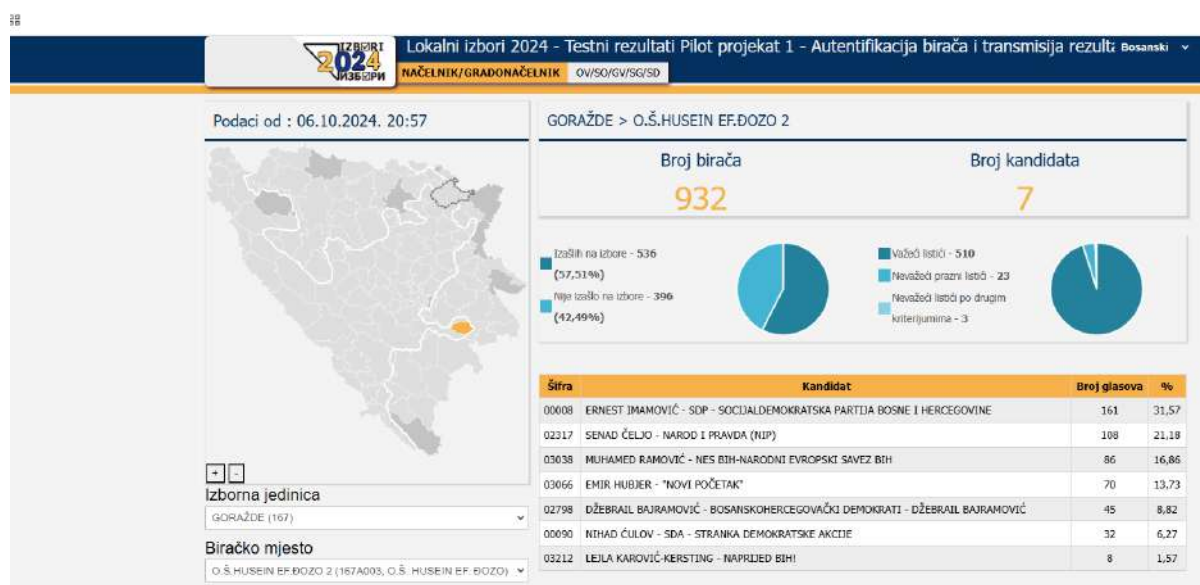 IZBORI
2024
ИЗБОРИ
Lokalni izbori 2024 - Testni rezultati Pilot projekat 1 - Autentifikacija birača i transmisija
Bosanski
NAČELNIK/GRADONAČELNIK OV/SO/GV/SG/SD
Podaci od : 06.10.2024. 20:57
GORAŽDE > O.Š.HUSEIN EF.ĐOZO 2
Broj birača Broj kandidata
932 7
Izašlih na izbore - 536
(57,51%)
Nije izašlo na izbore - 396
(42,49%)
Važeći listići - 510
Nevažeći prazni listići - 23
Nevažeći listići po drugim
kriterijumima - 3
+ -
Izborna jedinica
GORAŽDE (167)
Biračko mjesto
O.Š.HUSEIN EF.ĐOZO 2 (167A003, O.Š. HUSEIN EF. ĐOZO)
Šifra Kandidat Broj glasova %
00008 ERNEST IMAMOVIĆ - SDP - SOCIJALDEMOKRATSKA PARTIJA BOSNE I HERCEGOVINE 161 31,57
02317 SENAD ČELJO - NAROD I PRAVDA (NIP) 108 21,18
03038 MUHAMED RAMOVIĆ - NES BIH-NARODNI EVROPSKI SAVEZ BIH 86 16,86
03066 EMIR HUBJER - "NOVI POČETAK" 70 13,73
02798 DŽEBRAIL BAJRAMOVIĆ - BOSANSKOHERCEGOVAČKI DEMOKRATI - DŽEBRAIL BAJRAMOVIĆ 45 8,82
00090 NIHAD ĆULOV - SDA - STRANKA DEMOKRATSKE AKCIJE 32 6,27
03212 LEJLA KAROVIĆ-KERSTING - NAPRIJED BIH! 8 1,57